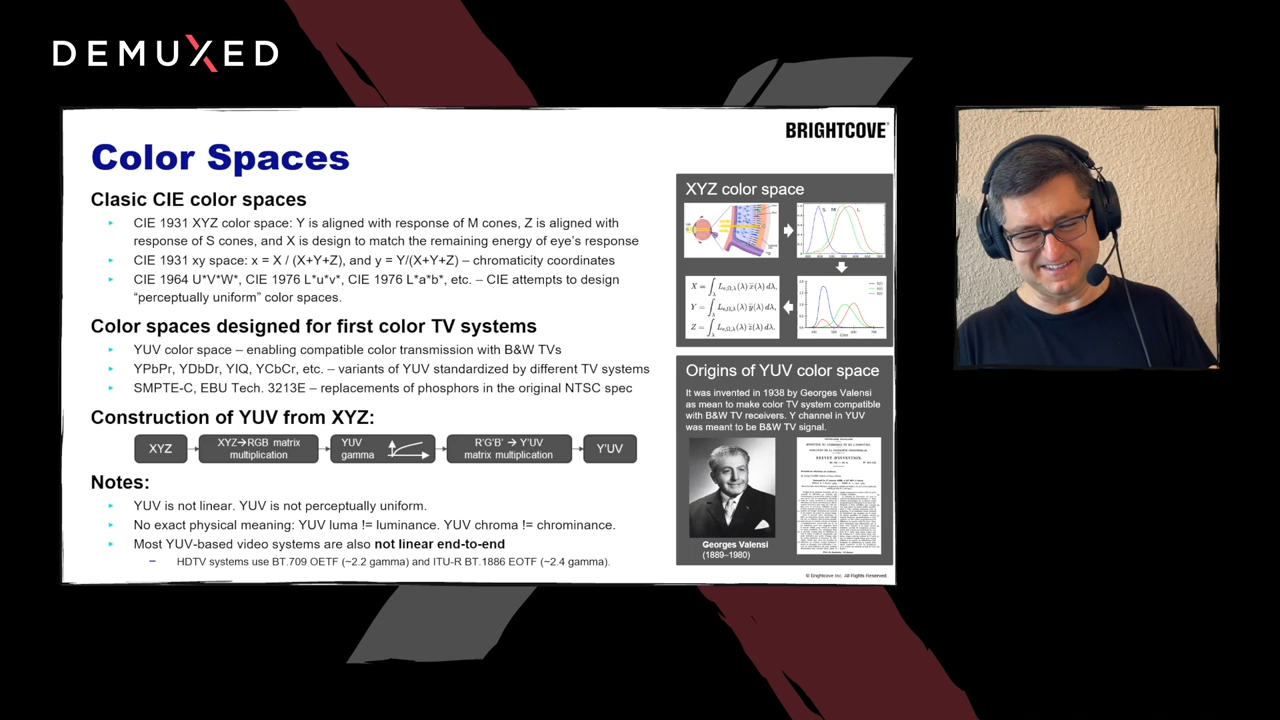 DEMUXED
BRIGHTCOVE
Color Spaces
Clasic CIE color spaces
CIE 1931 XYZ color space: Y is aligned with response of M cones, Z is aligned with
response of S cones, and X is design to match the remaining energy of eye's response
CIE 1931 xy space: x = X / (X+Y+Z), and y = Y/(X+Y+Z) – chromaticity coordinates
CIE 1964 U*V*W*, CIE 1976 L*u*v*, CIE 1976 L*a*b*, etc. – CIE attempts to design
"perceptually uniform" color spaces.
Color spaces designed for first color TV systems
YUV color space – enabling compatible color transmission with B&W TVs
YPbPr, YDbDr, YIQ, YCbCr, etc. – variants of YUV standardized by different TV systems
SMPTE-C, EBU Tech. 3213E – replacements of phosphors in the original NTSC spec
Construction of YUV from XYZ:
XYZ
XYZ→RGB matrix
multiplication
YUV
gamma
R'G'B' → Y'UV
matrix multiplication
Y'UV
Notes:
YUV is not linear. YUV is not perceptually uniform.
No exact physical meaning: YUV luma != luminance. YUV chroma != chrominance.
Most YUV-based video systems are also not linear end-to-end
HDTV systems use BT.709 OETF (~2.2 gamma) and ITU-R BT.1886 EOTF (~2.4 gamma).
XYZ color space
S M L
X = ∫λ Le,Ω,λ(λ) x̄(λ) dλ,
Y = ∫λ Le,Ω,λ(λ) ȳ(λ) dλ,
Z = ∫λ Le,Ω,λ(λ) z̄(λ) dλ.
Origins of YUV color space
It was invented in 1938 by Georges Valensi
as mean to make color TV system compatible
with B&W TV receivers. Y channel in YUV
was meant to be B&W TV signal.
Georges Valensi
(1889–1980)
© Brightcove Inc. All Rights Reserved.